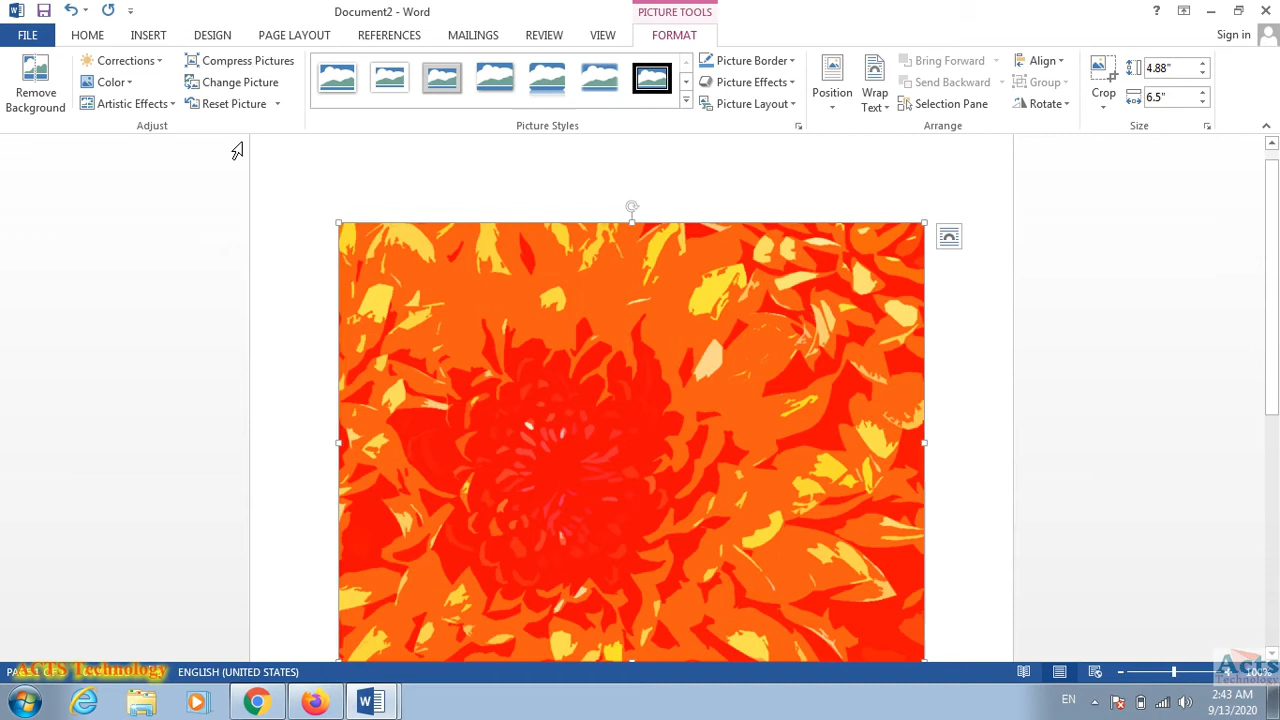 Document2 - Word
PICTURE TOOLS
?
FILE HOME INSERT DESIGN PAGE LAYOUT REFERENCES MAILINGS REVIEW VIEW FORMAT Sign in
Remove Background
Corrections
Color
Artistic Effects
Compress Pictures
Change Picture
Reset Picture
Adjust
Picture Border
Picture Effects
Picture Layout
Picture Styles
Position
Wrap Text
Bring Forward
Send Backward
Selection Pane
Align
Group
Rotate
Arrange
Crop
4.88"
6.5"
Size
ACTS Technology
ENGLISH (UNITED STATES)
100%
Acts
Technology
EN
2:43 AM
9/13/2020